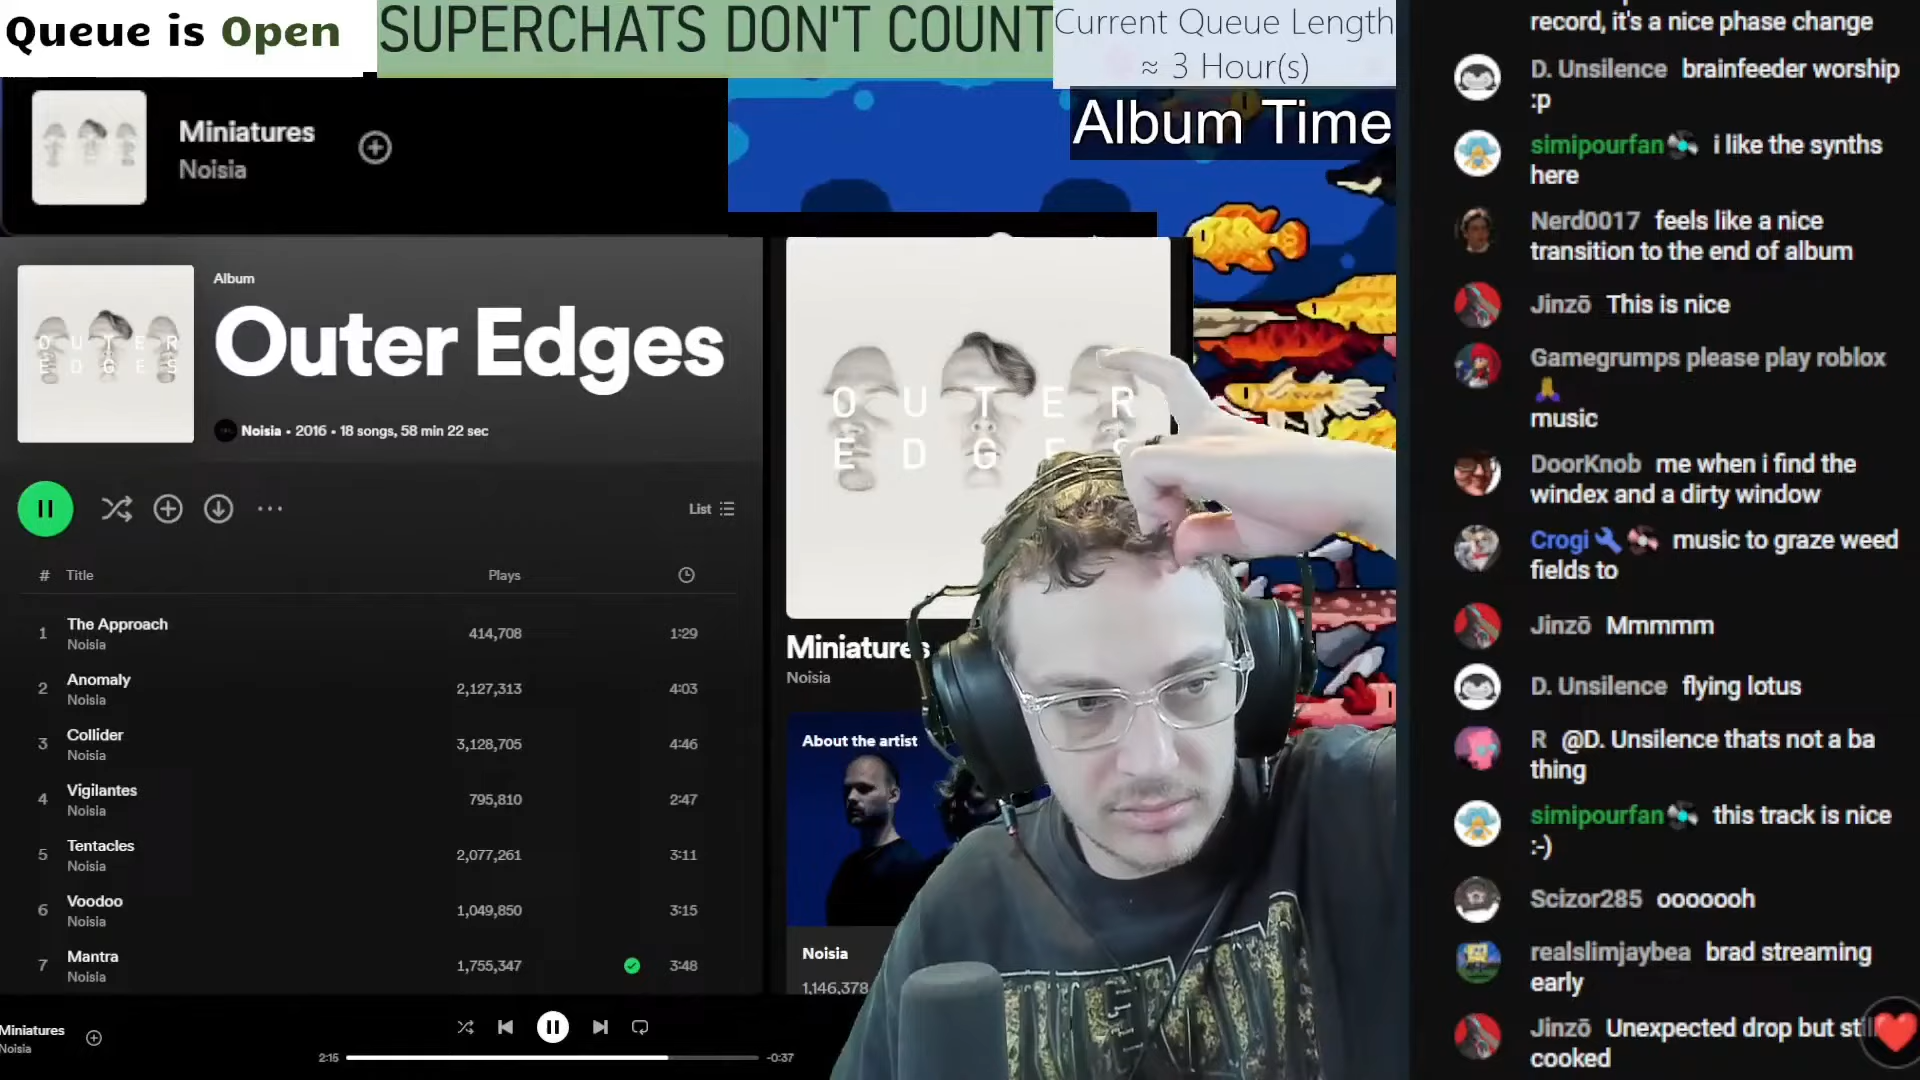 Queue is Open
SUPERCHATS DON'T COUNT
Current Queue Length
≈ 3 Hour(s)
Album Time
Miniatures
Noisia
Album
Outer Edges
Noisia • 2016 • 18 songs, 58 min 22 sec
OUTER
EDGES
List
# Title Plays
1 The Approach 414,708 1:29
Noisia
2 Anomaly 2,127,313 4:03
Noisia
3 Collider 3,128,705 4:46
Noisia
4 Vigilantes 795,810 2:47
Noisia
5 Tentacles 2,077,261 3:11
Noisia
6 Voodoo 1,049,850 3:15
Noisia
7 Mantra 1,755,347 3:48
Noisia
OUTER
EDGES
Miniatures
Noisia
About the artist
Noisia
1,146,378
Miniatures
Noisia
2:15 -0:37
record, it's a nice phase change
D. Unsilence brainfeeder worship
:p
simipourfan i like the synths
here
Nerd0017 feels like a nice
transition to the end of album
Jinzō This is nice
Gamegrumps please play roblox
🙏
music
DoorKnob me when i find the
windex and a dirty window
Crogi music to graze weed
fields to
Jinzō Mmmmm
D. Unsilence flying lotus
R @D. Unsilence thats not a ba
thing
simipourfan this track is nice
:-)
Scizor285 ooooooh
realslimjaybea brad streaming
early
Jinzō Unexpected drop but sti
cooked